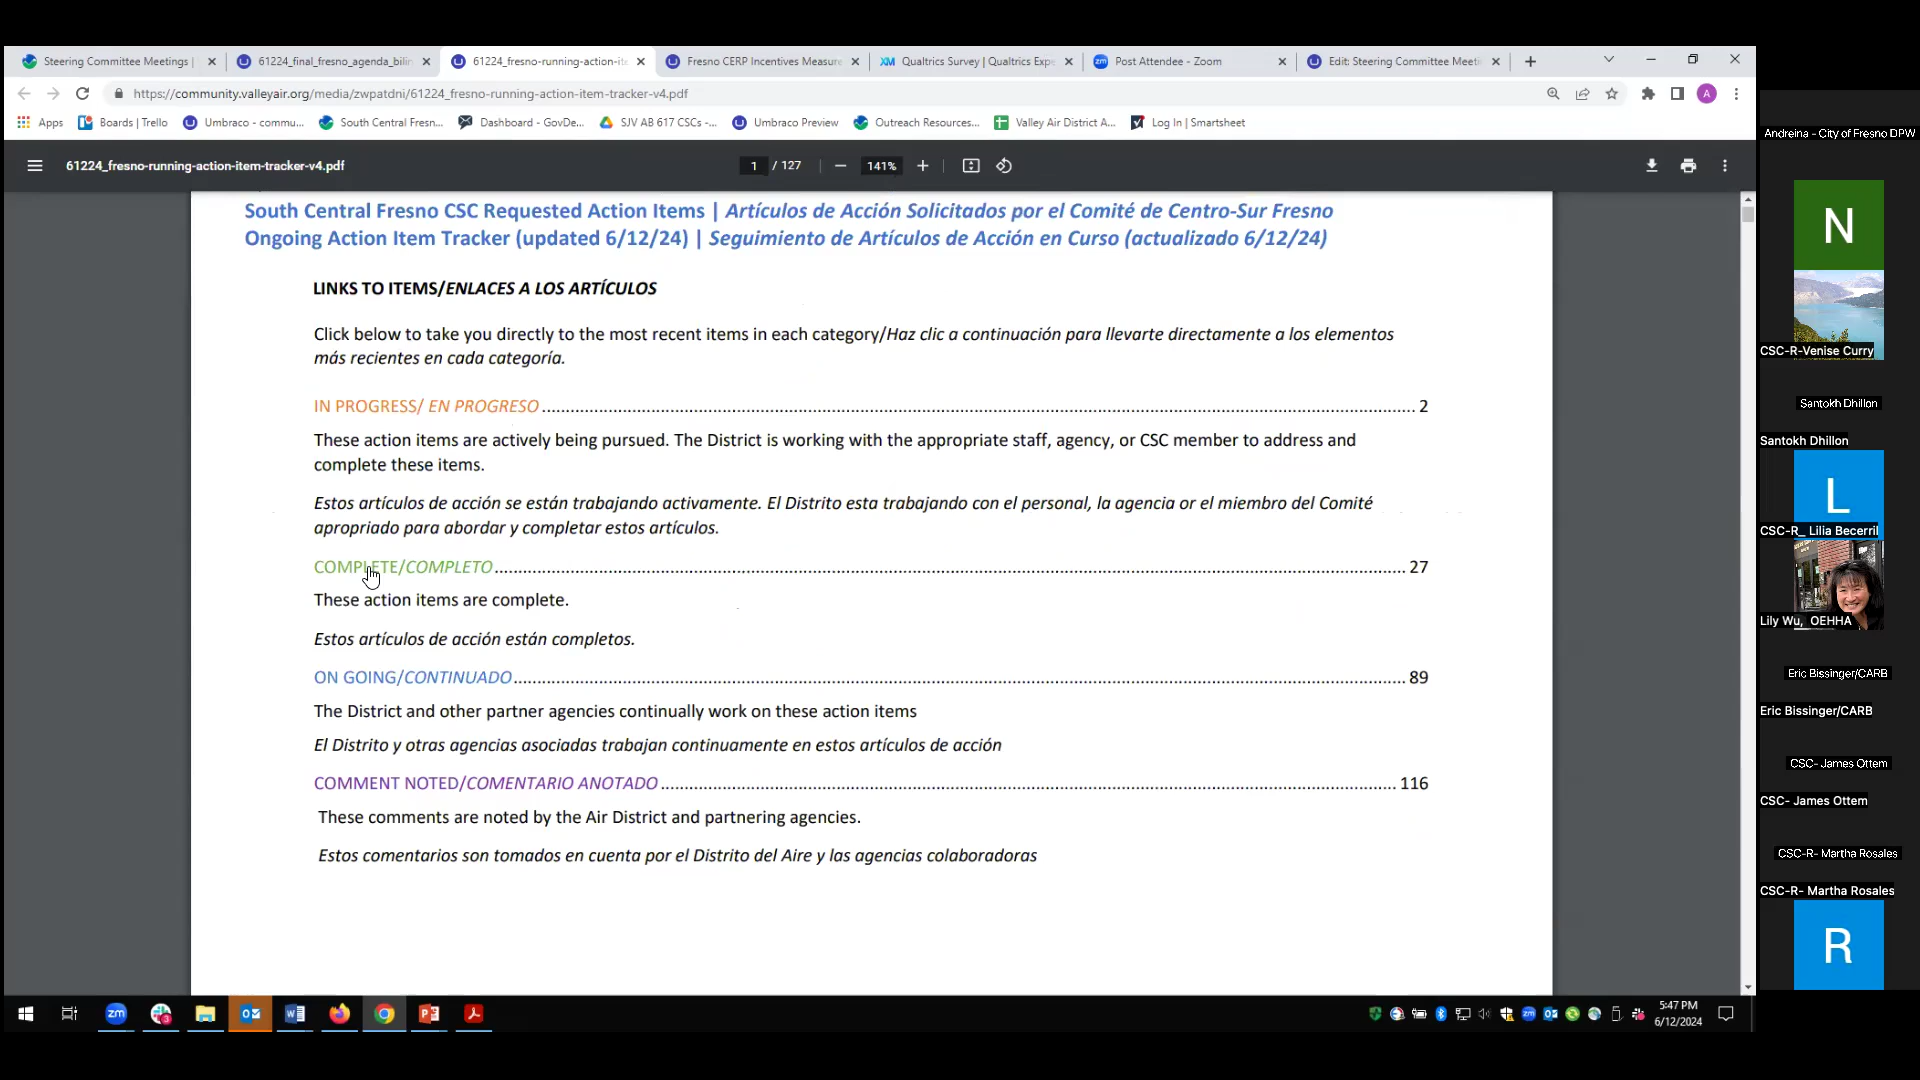 Steering Committee Meetings |
61224_final_fresno_agenda_bilin
61224_fresno-running-action-ite
Fresno CERP Incentives Measure
XM Qualtrics Survey | Qualtrics Expe
zm Post Attendee - Zoom
Edit: Steering Committee Meeti
https://community.valleyair.org/media/zwpatdni/61224_fresno-running-action-item-tracker-v4.pdf
A
Apps
Boards | Trello
Umbraco - commu...
South Central Fresn...
Dashboard - GovDe...
SJV AB 617 CSCs -...
Umbraco Preview
Outreach Resources...
Valley Air District A...
Log In | Smartsheet
61224_fresno-running-action-item-tracker-v4.pdf
1 / 127
141%
South Central Fresno CSC Requested Action Items | Artículos de Acción Solicitados por el Comité de Centro-Sur Fresno
Ongoing Action Item Tracker (updated 6/12/24) | Seguimiento de Artículos de Acción en Curso (actualizado 6/12/24)
LINKS TO ITEMS/ENLACES A LOS ARTÍCULOS
Click below to take you directly to the most recent items in each category/Haz clic a continuación para llevarte directamente a los elementos
más recientes en cada categoría.
IN PROGRESS/ EN PROGRESO 2
These action items are actively being pursued. The District is working with the appropriate staff, agency, or CSC member to address and
complete these items.
Estos artículos de acción se están trabajando activamente. El Distrito esta trabajando con el personal, la agencia or el miembro del Comité
apropriado para abordar y completar estos artículos.
COMPLETE/COMPLETO 27
These action items are complete.
Estos artículos de acción están completos.
ON GOING/CONTINUADO 89
The District and other partner agencies continually work on these action items
El Distrito y otras agencias asociadas trabajan continuamente en estos artículos de acción
COMMENT NOTED/COMENTARIO ANOTADO 116
These comments are noted by the Air District and partnering agencies.
Estos comentarios son tomados en cuenta por el Distrito del Aire y las agencias colaboradoras
zm
5:47 PM
6/12/2024
Andreina - City of Fresno DPW
N
CSC-R-Venise Curry
Santokh Dhillon
Santokh Dhillon
L
CSC-R_ Lilia Becerril
Lily Wu, OEHHA
Eric Bissinger/CARB
Eric Bissinger/CARB
CSC- James Ottem
CSC- James Ottem
CSC-R- Martha Rosales
CSC-R- Martha Rosales
R